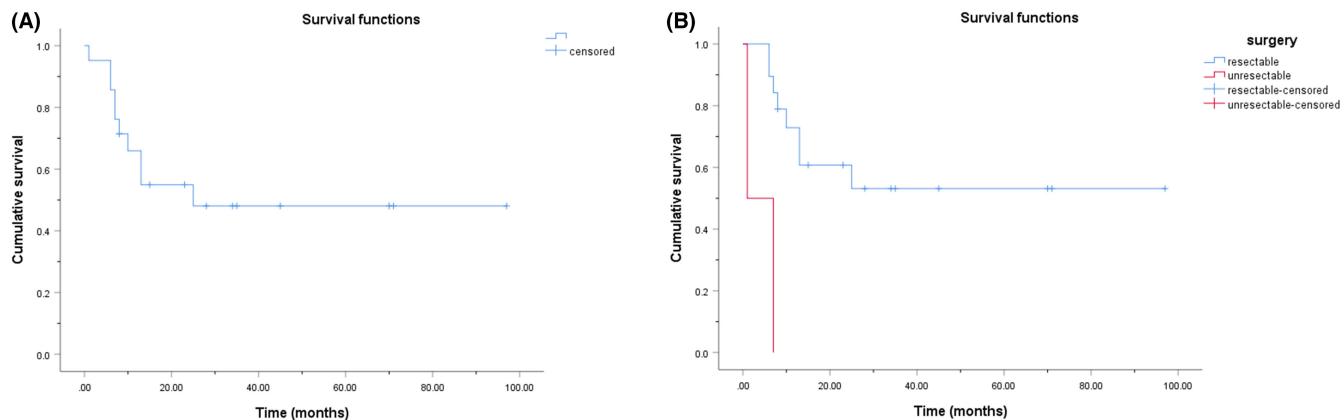 (A)
Survival functions
censored
Cumulative survival
1.0
0.8
0.6
0.4
0.2
0.0
.00 20.00 40.00 60.00 80.00 100.00
Time (months)
(B)
Survival functions
surgery
resectable
unresectable
resectable-censored
unresectable-censored
Cumulative survival
1.0
0.8
0.6
0.4
0.2
0.0
.00 20.00 40.00 60.00 80.00 100.00
Time (months)